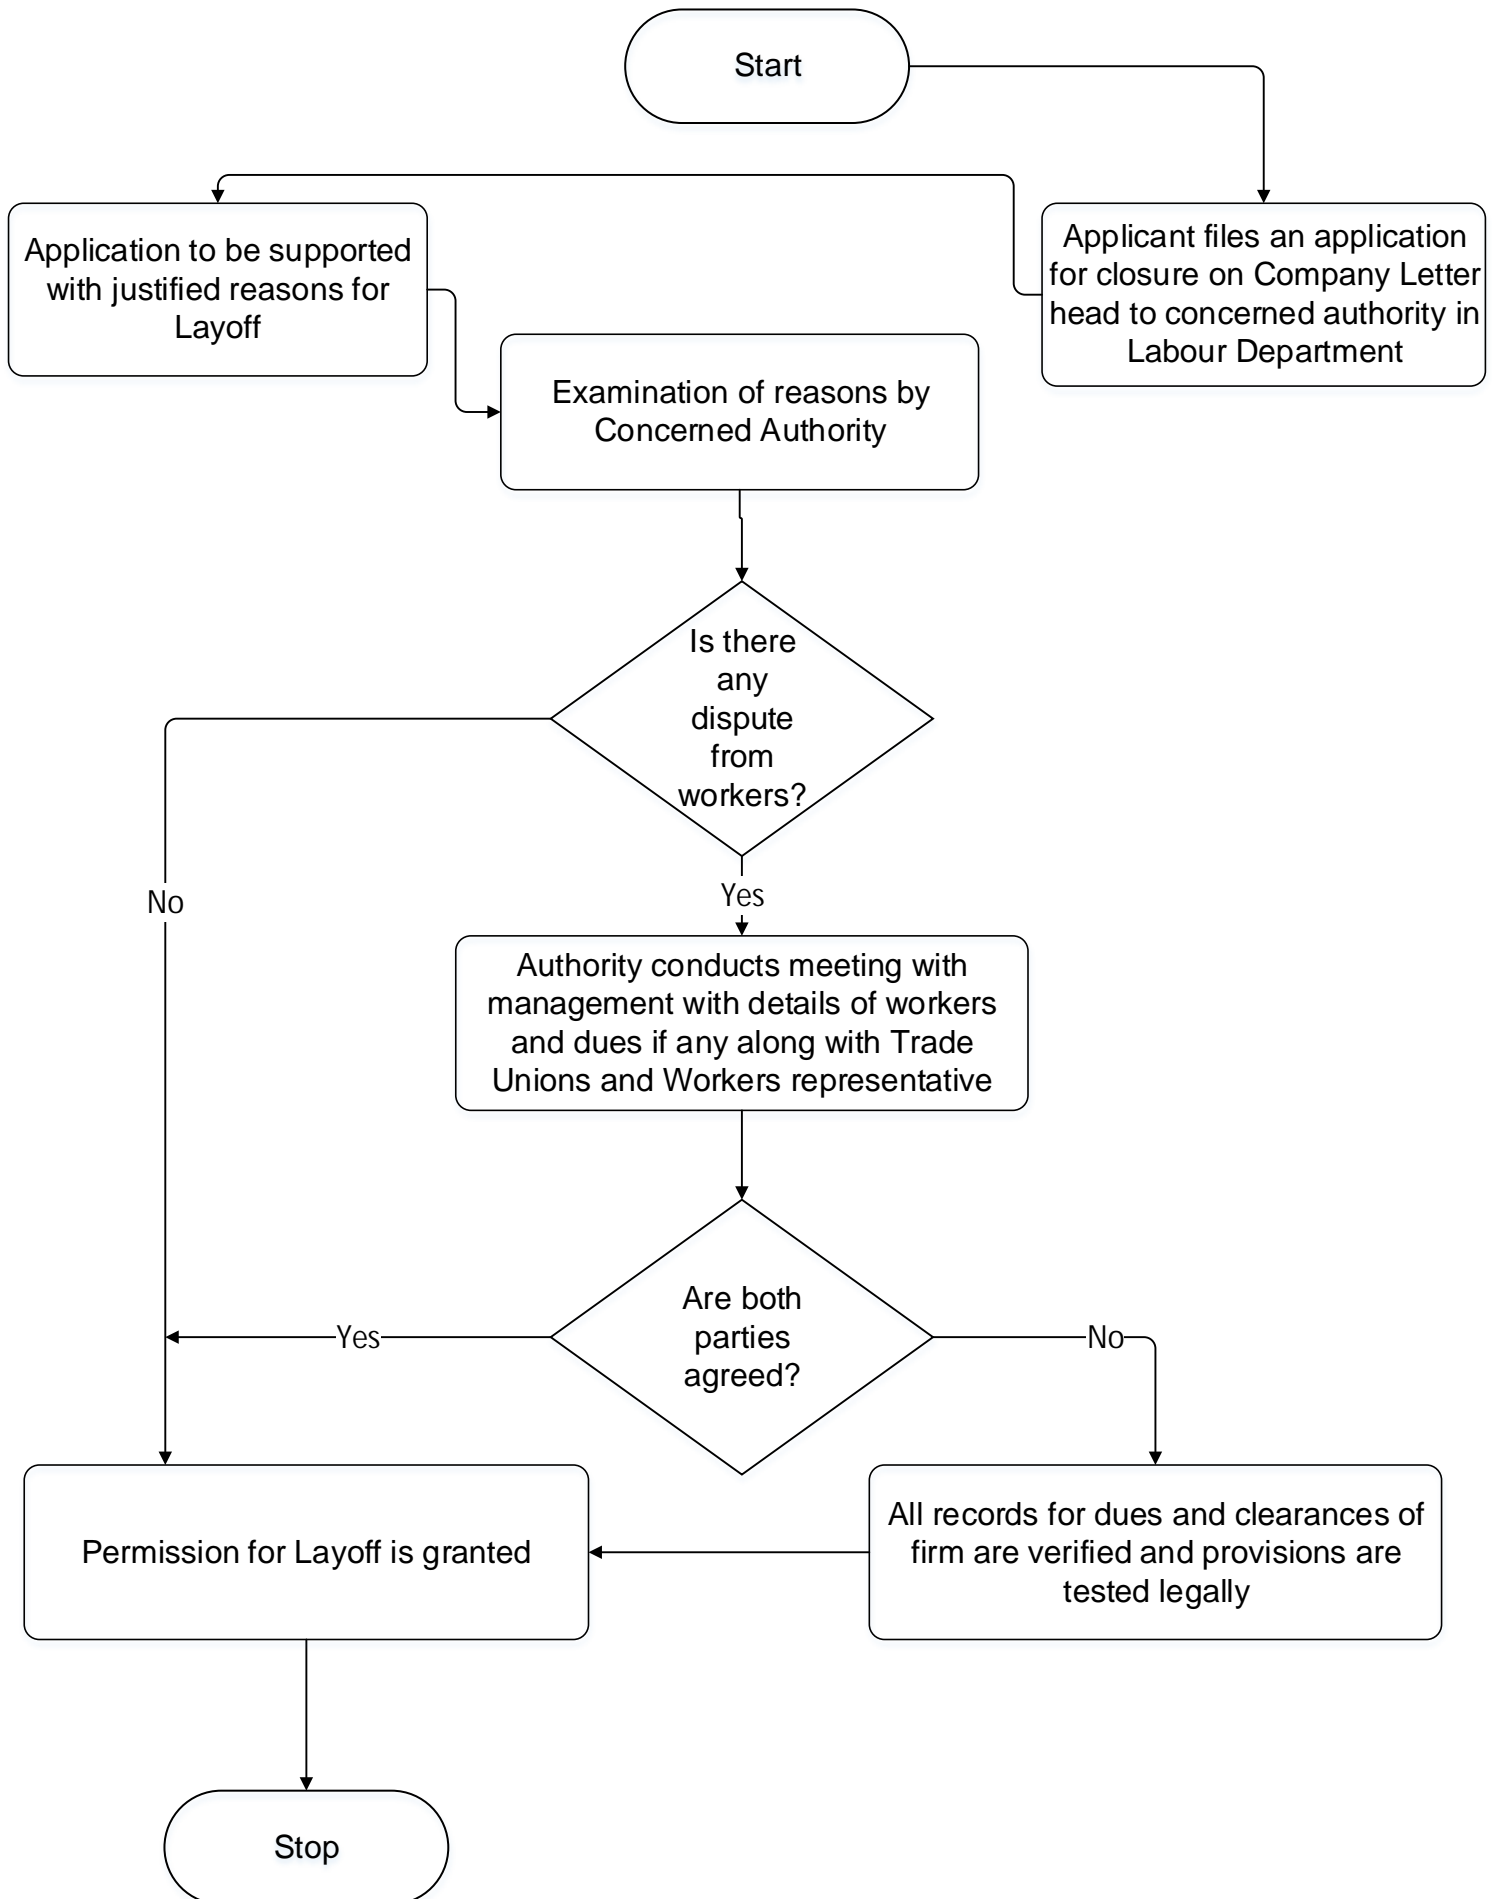 Start
Applicant files an application
for closure on Company Letter
head to concerned authority in
Labour Department
Application to be supported
with justified reasons for
Layoff
Examination of reasons by
Concerned Authority
Is there
any
dispute
from
workers?
No
Yes
Authority conducts meeting with
management with details of workers
and dues if any along with Trade
Unions and Workers representative
Are both
parties
agreed?
Yes
No
All records for dues and clearances of
firm are verified and provisions are
tested legally
Permission for Layoff is granted
Stop